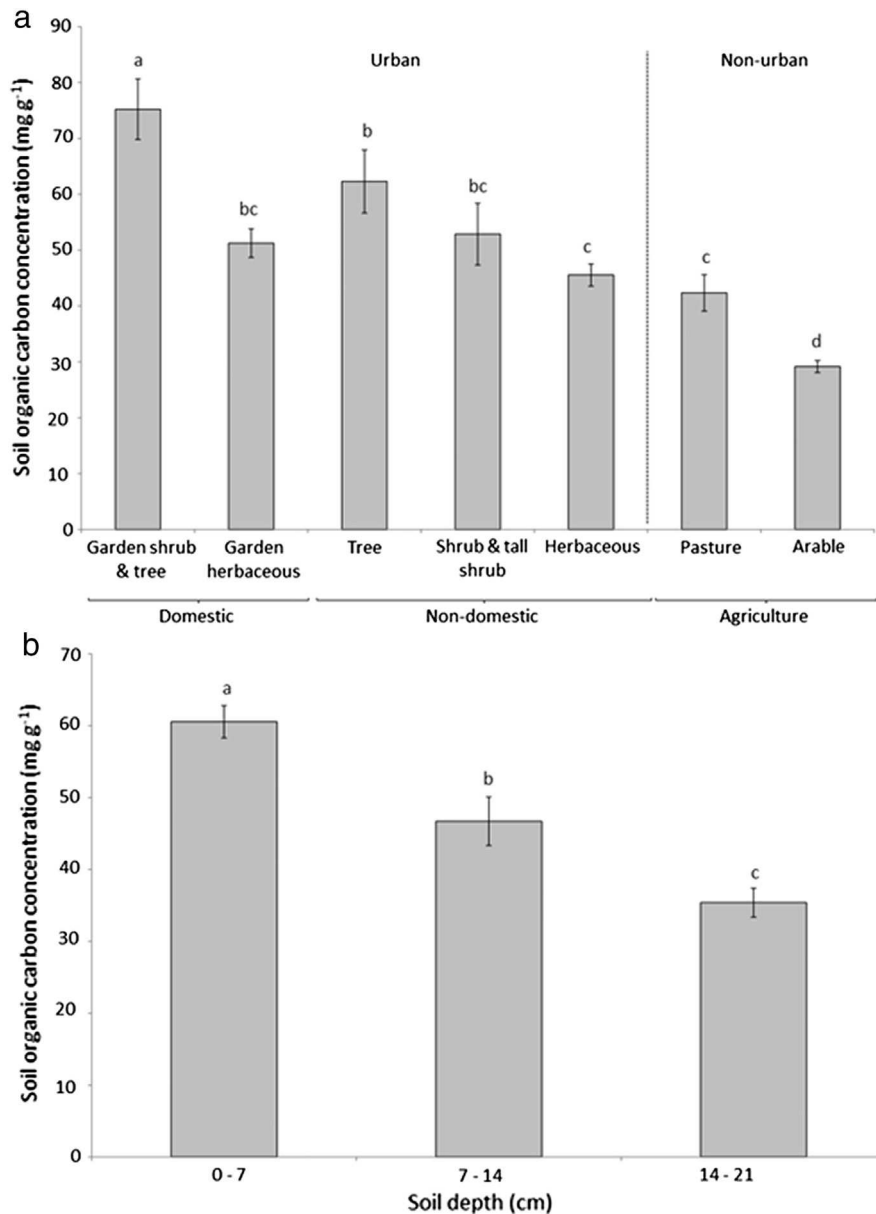 a
Soil organic carbon concentration (mg g-1)
90
80
70
60
50
40
30
20
10
0
Urban
Non-urban
a
bc
b
bc
c
c
d
Garden shrub
& tree
Garden
herbaceous
Tree
Shrub & tall
shrub
Herbaceous
Pasture
Arable
Domestic
Non-domestic
Agriculture
b
Soil organic carbon concentration (mg g-1)
70
60
50
40
30
20
10
0
a
b
c
0 - 7
7 - 14
14 - 21
Soil depth (cm)